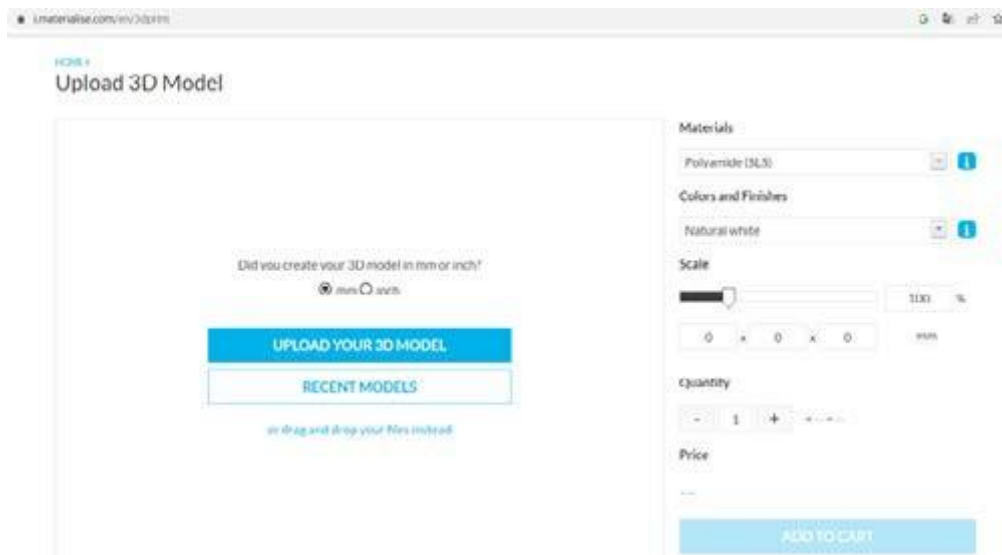 i.materialise.com/en/3dprint
HOME »
Upload 3D Model
Did you create your 3D model in mm or inch?
mm inch
UPLOAD YOUR 3D MODEL
RECENT MODELS
or drag and drop your files instead
Materials
Polyamide (SLS)
Colors and Finishes
Natural white
Scale
100 %
0 x 0 x 0 mm
Quantity
- 1 +
Price
ADD TO CART